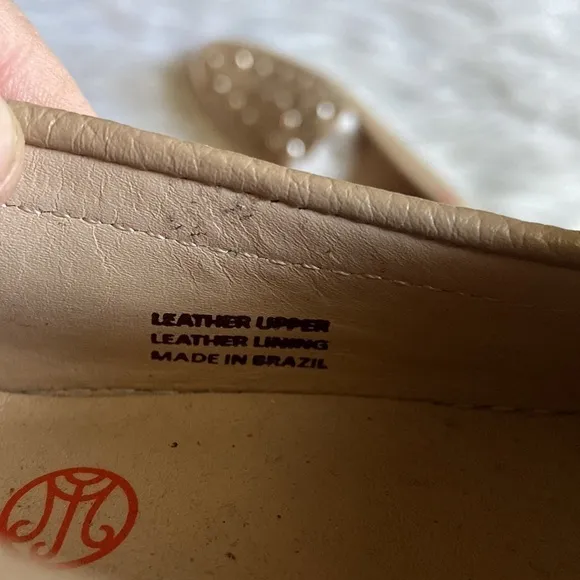 LEATHER UPPER
LEATHER LINING
MADE IN BRAZIL